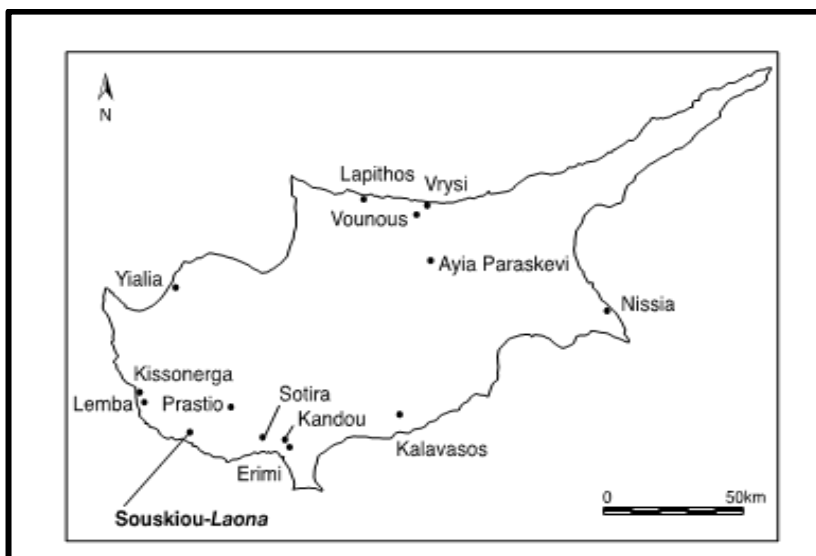 N
Lapithos
Vrysi
Vounous
Ayia Paraskevi
Yialia
Nissia
Kissonerga
Lemba
Prastio
Sotira
Kandou
Kalavasos
Erimi
0 50km
Souskiou-Laona